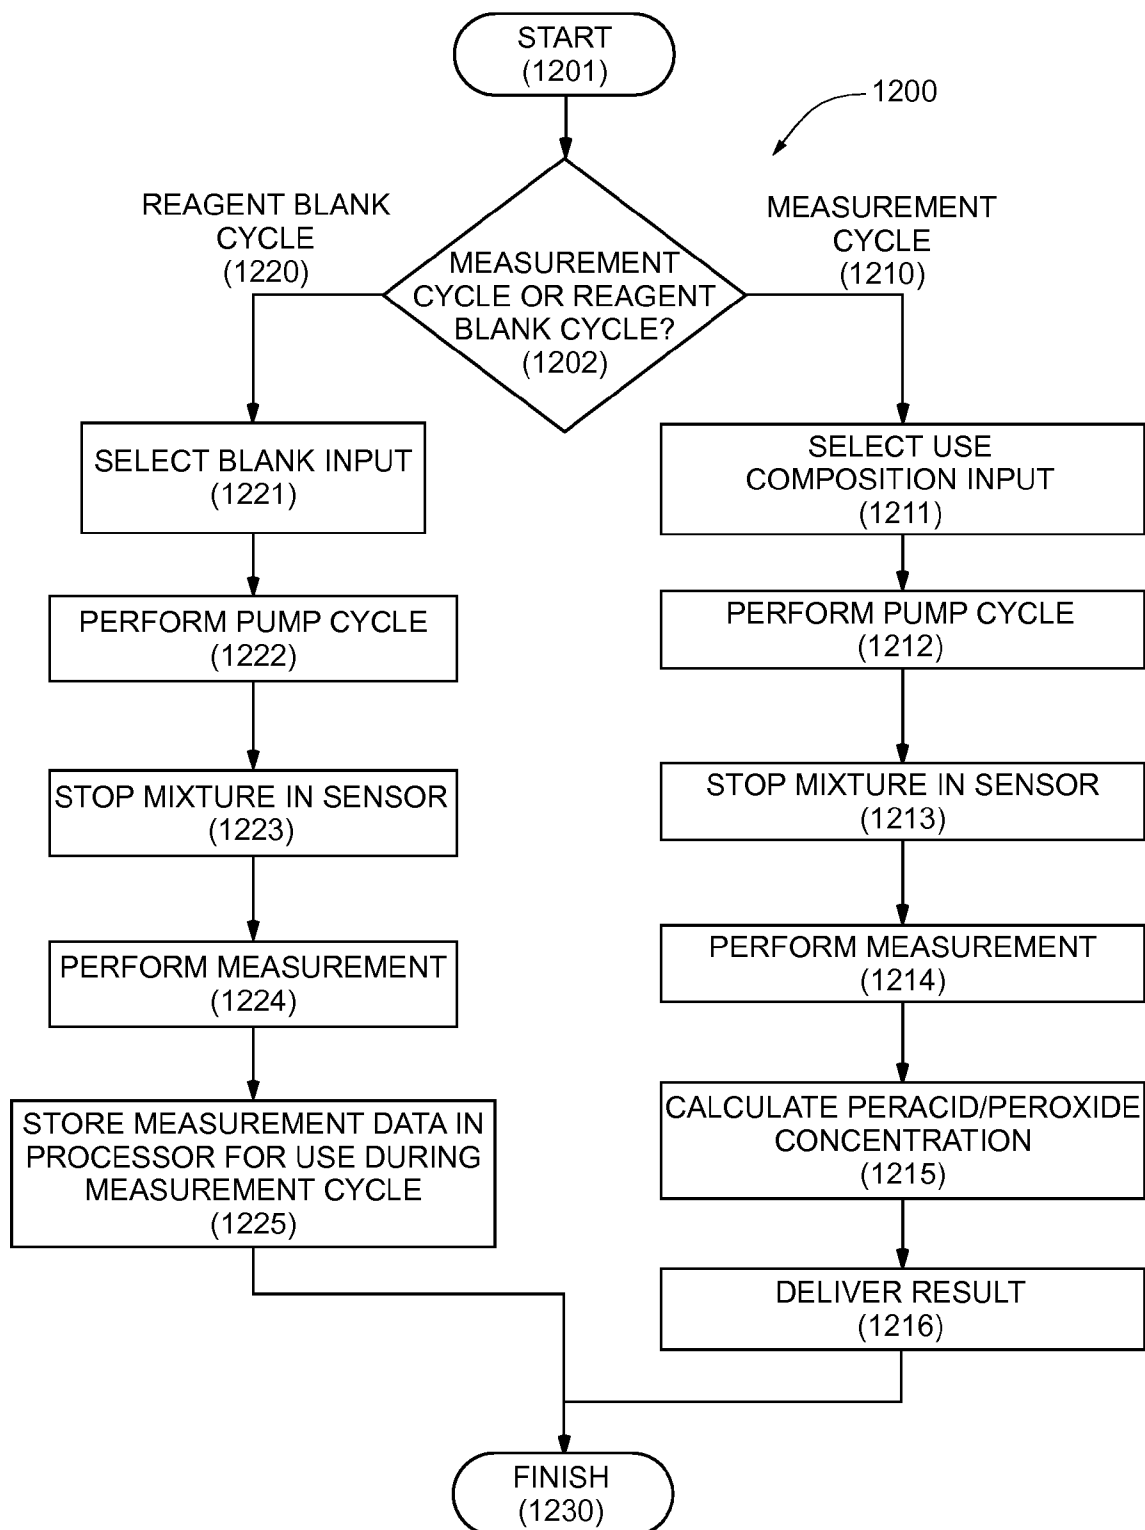 START
(1201)
1200
REAGENT BLANK
CYCLE
(1220)
MEASUREMENT
CYCLE
(1210)
MEASUREMENT
CYCLE OR REAGENT
BLANK CYCLE?
(1202)
SELECT BLANK INPUT
(1221)
PERFORM PUMP CYCLE
(1222)
STOP MIXTURE IN SENSOR
(1223)
PERFORM MEASUREMENT
(1224)
STORE MEASUREMENT DATA IN
PROCESSOR FOR USE DURING
MEASUREMENT CYCLE
(1225)
SELECT USE
COMPOSITION INPUT
(1211)
PERFORM PUMP CYCLE
(1212)
STOP MIXTURE IN SENSOR
(1213)
PERFORM MEASUREMENT
(1214)
CALCULATE PERACID/PEROXIDE
CONCENTRATION
(1215)
DELIVER RESULT
(1216)
FINISH
(1230)